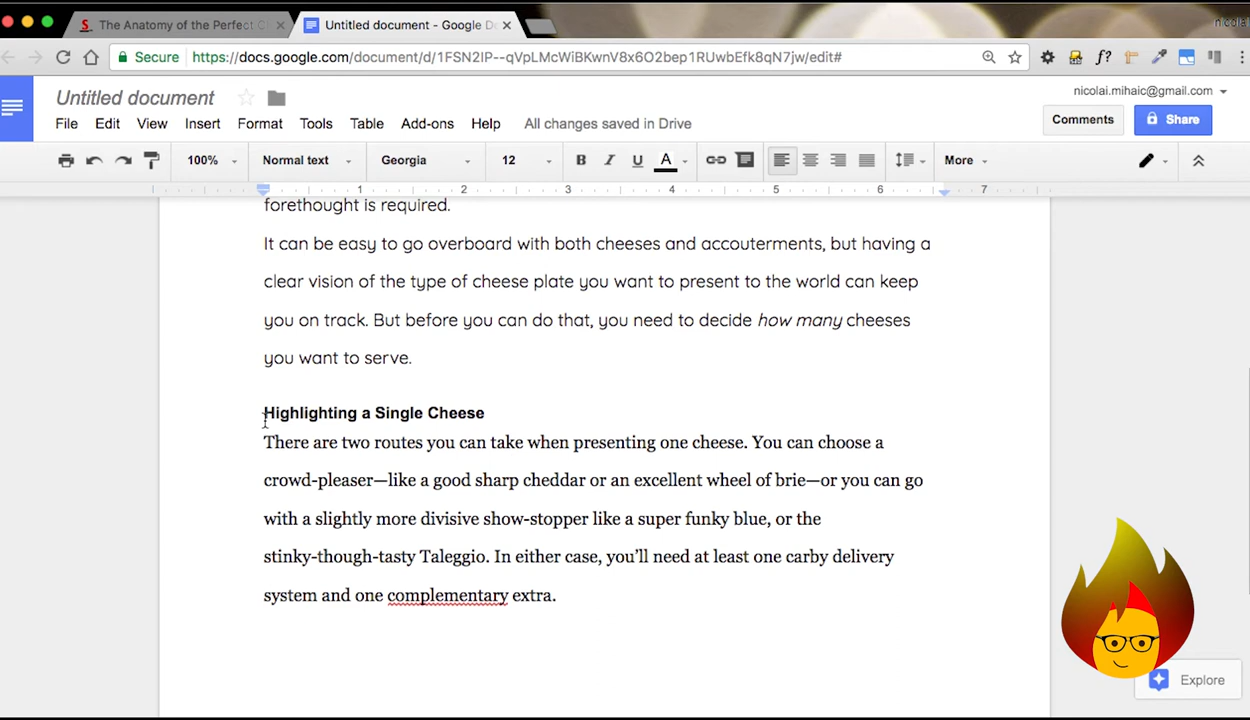 The Anatomy of the Perfect C
Untitled document - Google D
nicolai
Secure
https://docs.google.com/document/d/1FSN2IP--qVpLMcWiBKwnV8x6O2bep1RUwbEfk8qN7jw/edit#
f?
Untitled document
nicolai.mihaic@gmail.com
File Edit View Insert Format Tools Table Add-ons Help All changes saved in Drive
Comments Share
100% Normal text Georgia 12 B I U A More
1 2 3 4 5 6 7
forethought is required.
It can be easy to go overboard with both cheeses and accouterments, but having a
clear vision of the type of cheese plate you want to present to the world can keep
you on track. But before you can do that, you need to decide how many cheeses
you want to serve.
Highlighting a Single Cheese
There are two routes you can take when presenting one cheese. You can choose a
crowd-pleaser—like a good sharp cheddar or an excellent wheel of brie—or you can go
with a slightly more divisive show-stopper like a super funky blue, or the
stinky-though-tasty Taleggio. In either case, you’ll need at least one carby delivery
system and one complementary extra.
Explore